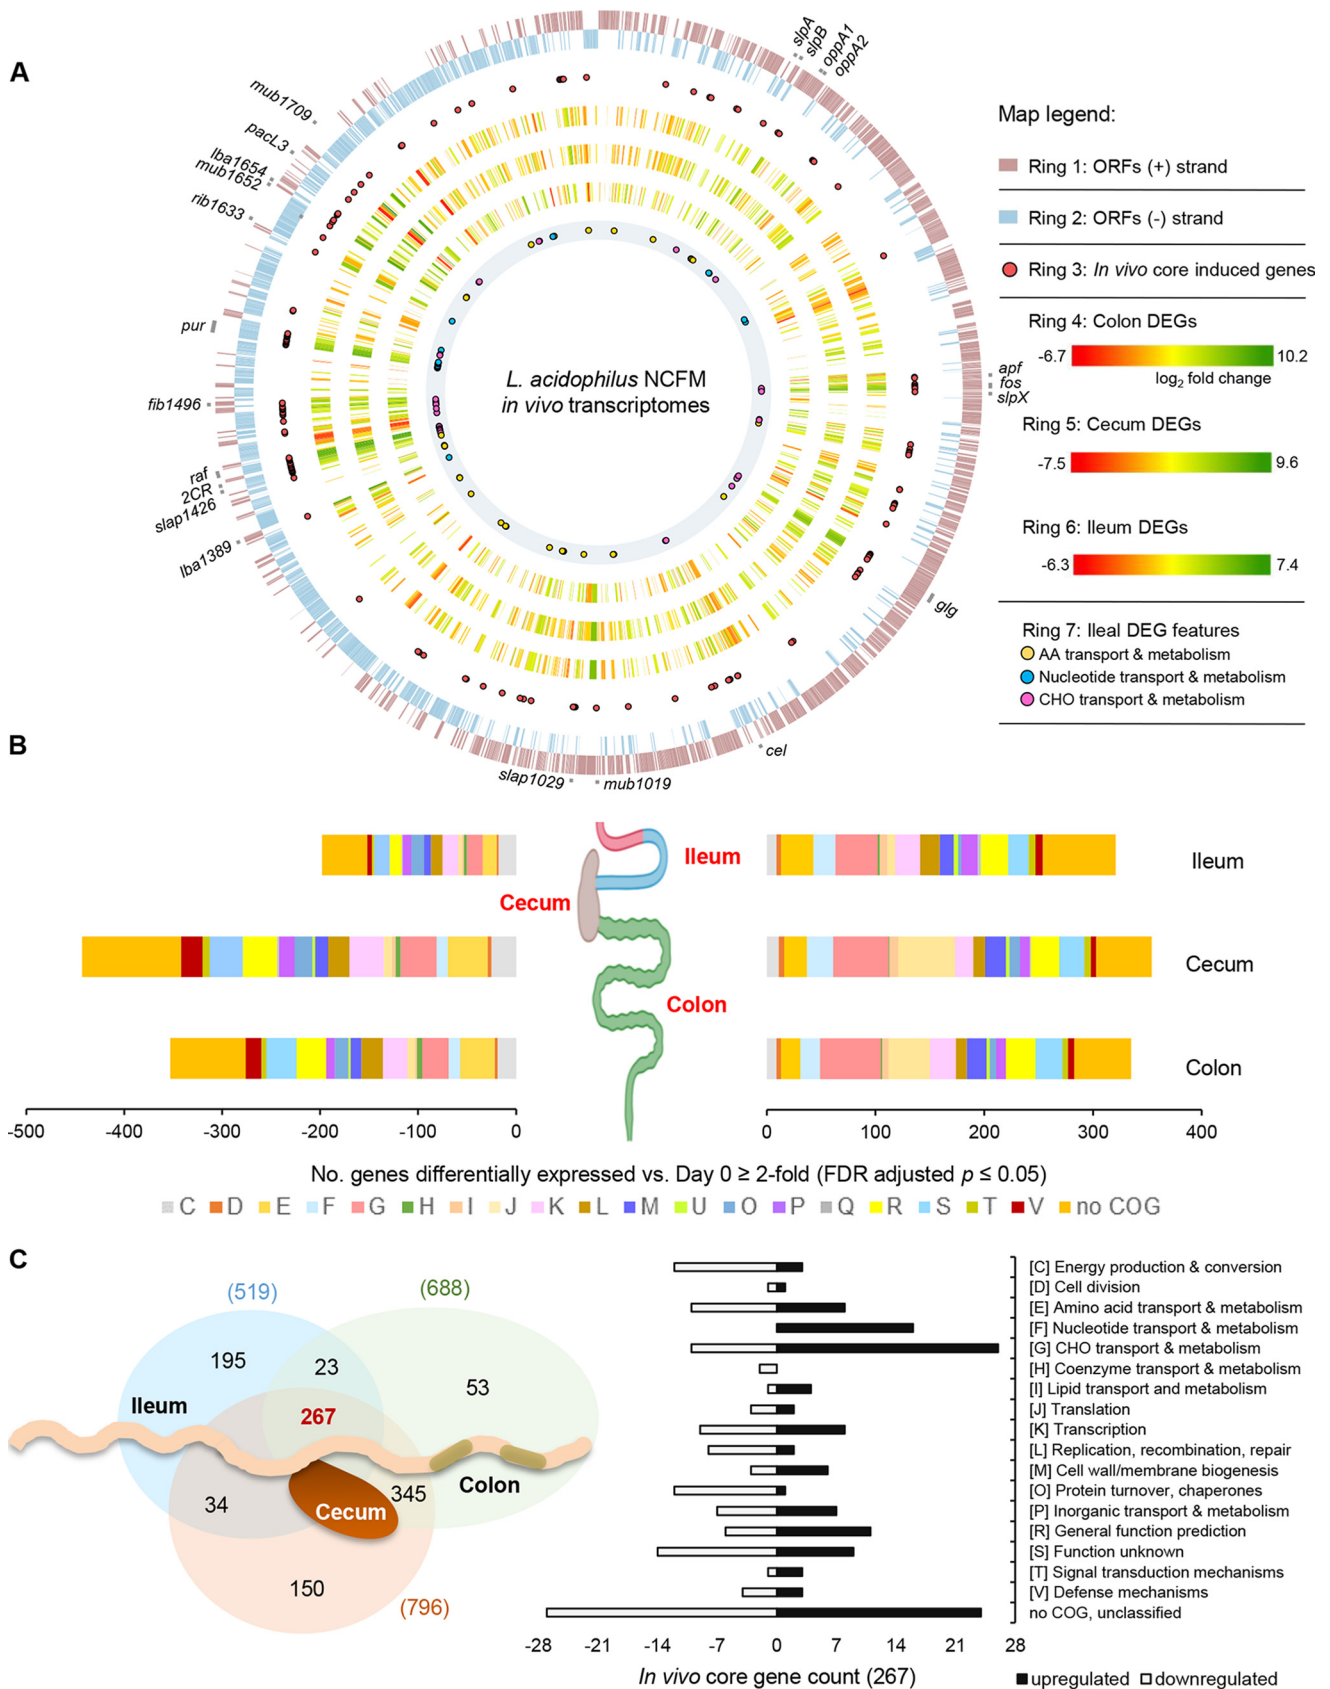 A
slpA
slpB
oppA1
oppA2
mub1709
pacL3
lba1654
mub1652
rib1633
pur
fib1496
raf
2CR
slap1426
lba1389
slap1029
mub1019
cel
glg
apf
fos
slpX
L. acidophilus NCFM
in vivo transcriptomes
Map legend:
Ring 1: ORFs (+) strand
Ring 2: ORFs (-) strand
Ring 3: In vivo core induced genes
Ring 4: Colon DEGs
-6.7
10.2
log2 fold change
Ring 5: Cecum DEGs
-7.5
9.6
Ring 6: Ileum DEGs
-6.3
7.4
Ring 7: Ileal DEG features
AA transport & metabolism
Nucleotide transport & metabolism
CHO transport & metabolism
B
Ileum
Cecum
Colon
Ileum
Cecum
Colon
-500 -400 -300 -200 -100 0
0 100 200 300 400
No. genes differentially expressed vs. Day 0 ≥ 2-fold (FDR adjusted p ≤ 0.05)
C D E F G H I J K L M U O P Q R S T V no COG
C
(519)
(688)
195
23
53
Ileum
267
Colon
34
Cecum
345
150
(796)
[C] Energy production & conversion
[D] Cell division
[E] Amino acid transport & metabolism
[F] Nucleotide transport & metabolism
[G] CHO transport & metabolism
[H] Coenzyme transport & metabolism
[I] Lipid transport and metabolism
[J] Translation
[K] Transcription
[L] Replication, recombination, repair
[M] Cell wall/membrane biogenesis
[O] Protein turnover, chaperones
[P] Inorganic transport & metabolism
[R] General function prediction
[S] Function unknown
[T] Signal transduction mechanisms
[V] Defense mechanisms
no COG, unclassified
-28 -21 -14 -7 0 7 14 21 28
In vivo core gene count (267)
upregulated downregulated